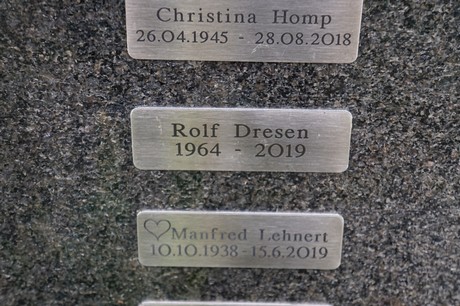 Christina Homp
26.04.1945 - 28.08.2018
Rolf Dresen
1964 - 2019
Manfred Lehnert
10.10.1938 - 15.6.2019